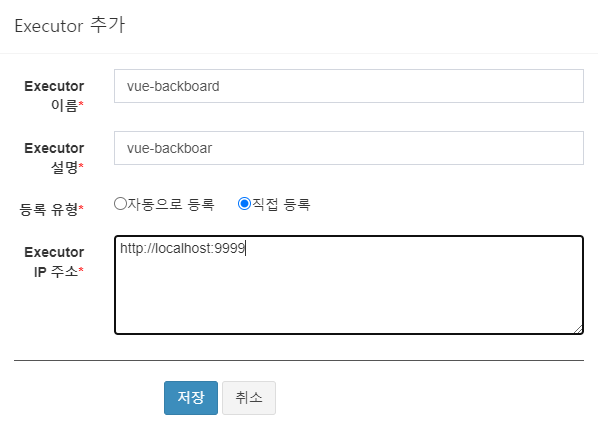 Executor 추가
Executor 이름*
vue-backboard
Executor 설명*
vue-backboar
등록 유형*
자동으로 등록 직접 등록
Executor IP 주소*
http://localhost:9999
저장 취소